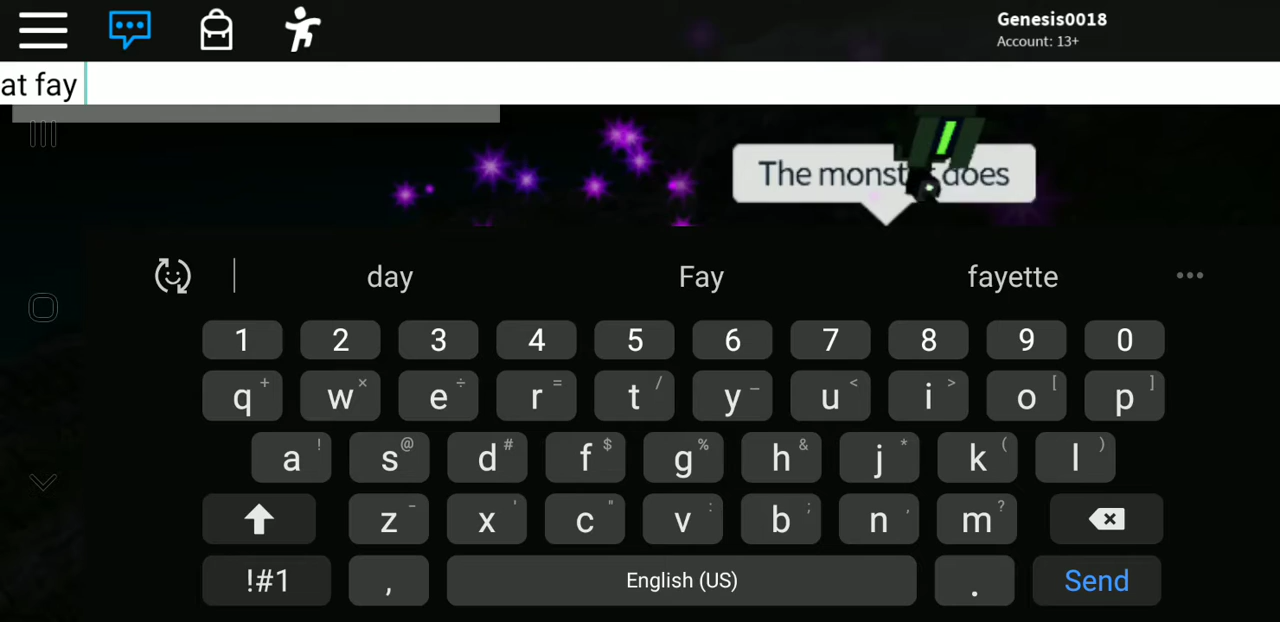 Genesis0018
Account: 13+
at fay
The monst does
day Fay fayette
1 2 3 4 5 6 7 8 9 0
q + w × e ÷ r = t / y _ u < i > o [ p ]
a ! s @ d # f $ g % h & j * k ( l )
z - x ' c " v : b ; n , m ?
!#1 , English (US) . Send